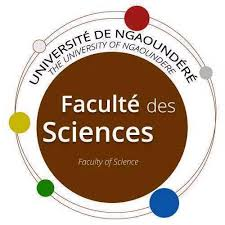 UNIVERSITÉ DE NGAOUNDÉRÉ
THE UNIVERSITY OF NGAOUNDERE
Faculté des
Sciences
Faculty of Science